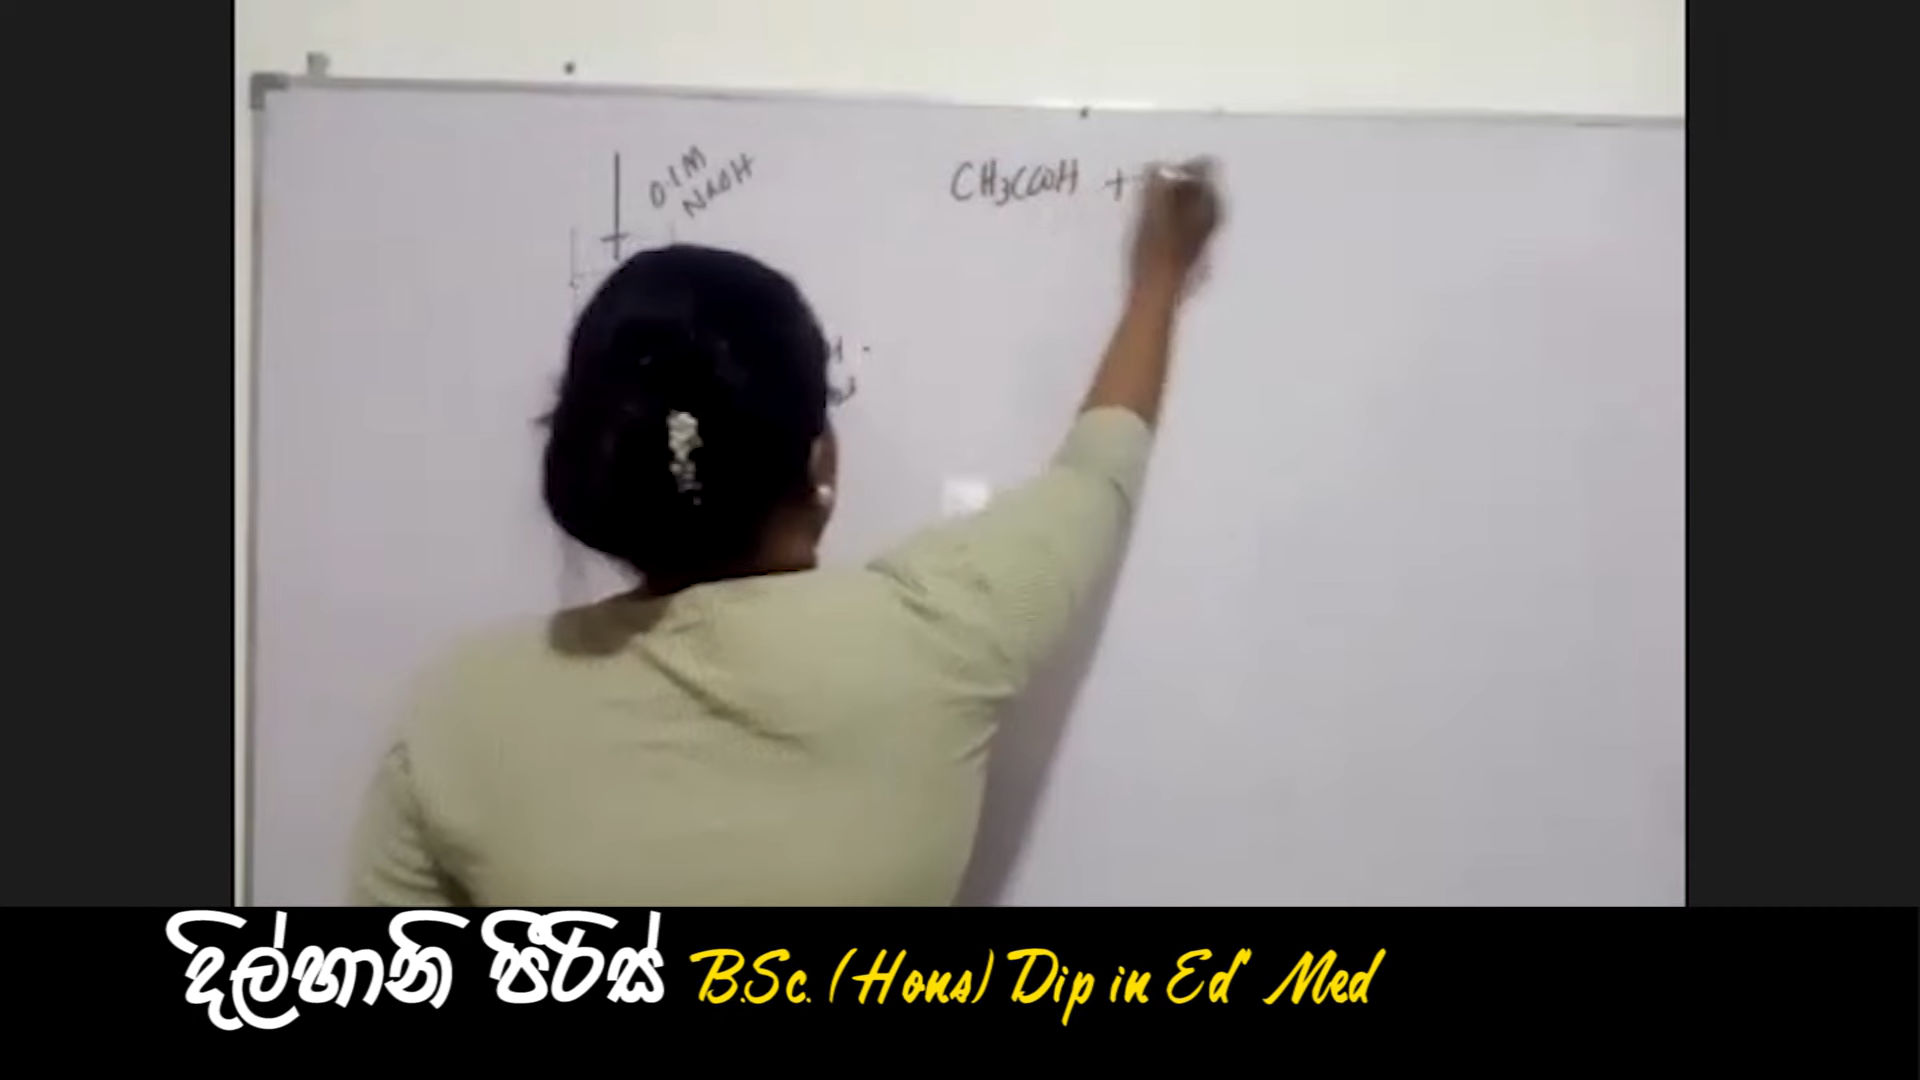 0.1M
NaOH
CH3COOH +
දිල්හානි පීරිස් B.Sc. (Hons) Dip in Ed Med